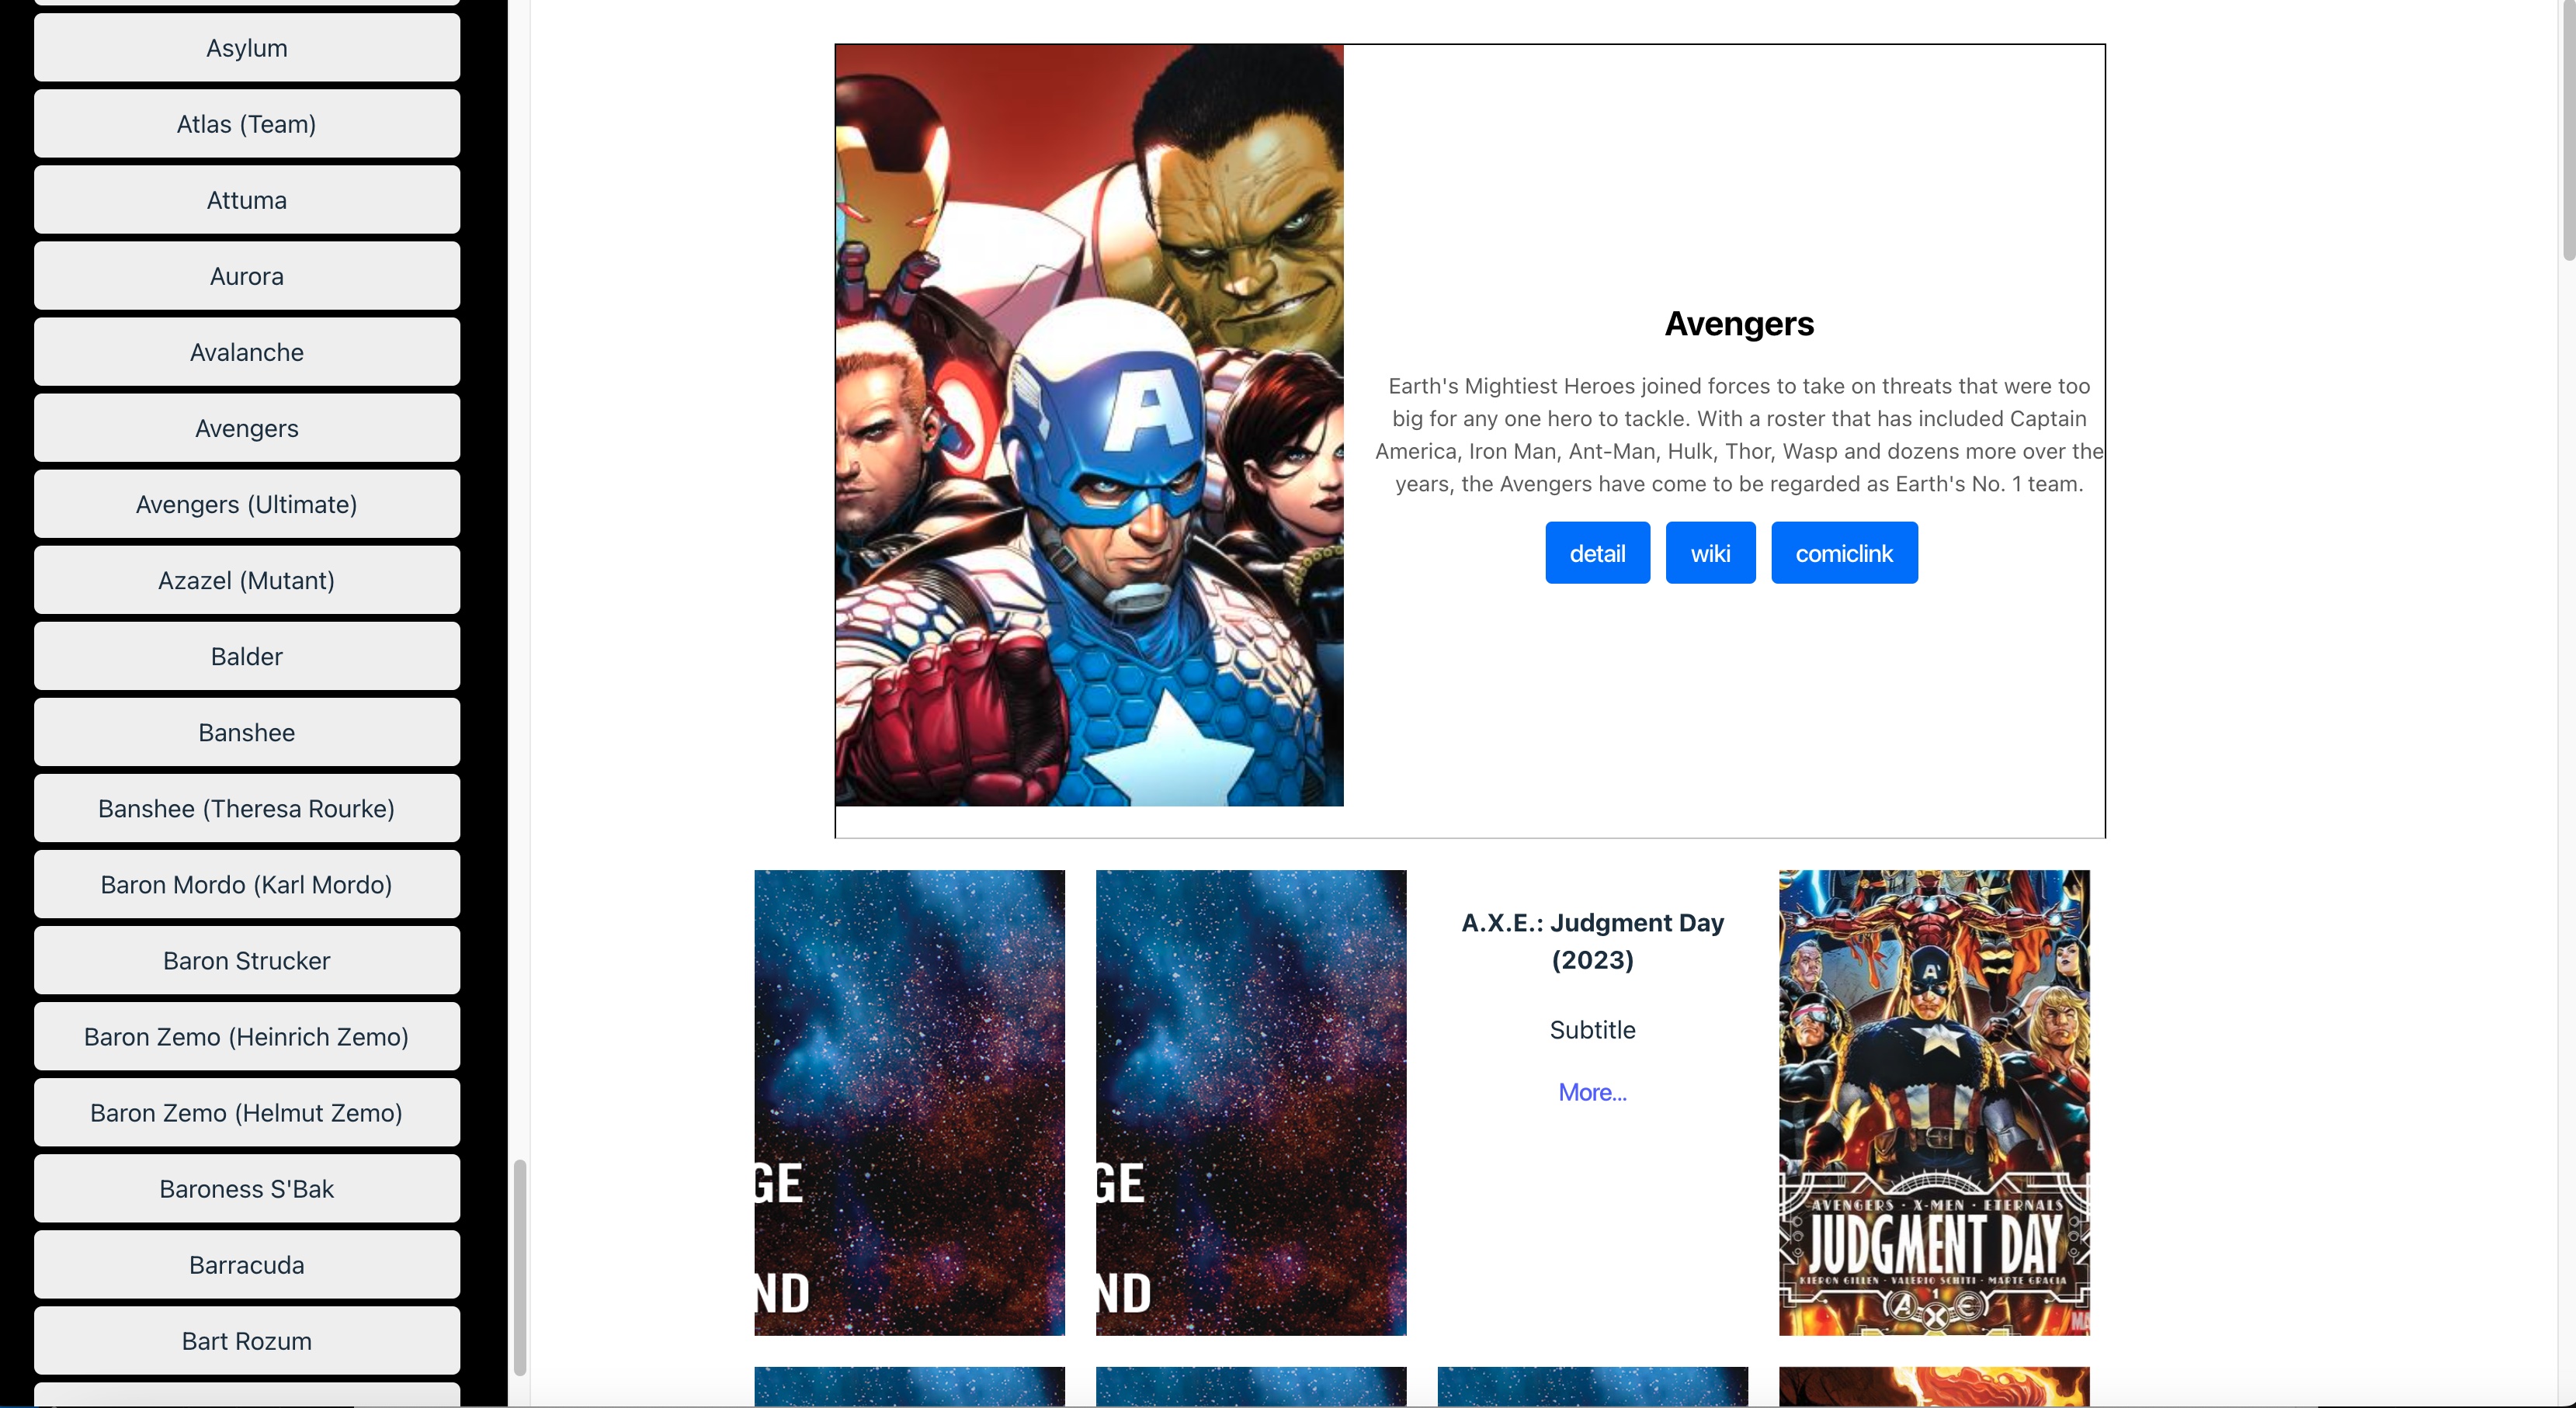 Asylum
Atlas (Team)
Attuma
Aurora
Avalanche
Avengers
Avengers (Ultimate)
Azazel (Mutant)
Balder
Banshee
Banshee (Theresa Rourke)
Baron Mordo (Karl Mordo)
Baron Strucker
Baron Zemo (Heinrich Zemo)
Baron Zemo (Helmut Zemo)
Baroness S'Bak
Barracuda
Bart Rozum
A
Avengers
Earth's Mightiest Heroes joined forces to take on threats that were too
big for any one hero to tackle. With a roster that has included Captain
America, Iron Man, Ant-Man, Hulk, Thor, Wasp and dozens more over the
years, the Avengers have come to be regarded as Earth's No. 1 team.
detail
wiki
comiclink
GE
ND
GE
ND
A.X.E.: Judgment Day
(2023)
Subtitle
More...
A
AVENGERS · X-MEN · ETERNALS
JUDGMENT DAY
KIERON GILLEN · VALERIO SCHITI · MARTE GRACIA
1
A X E
MA